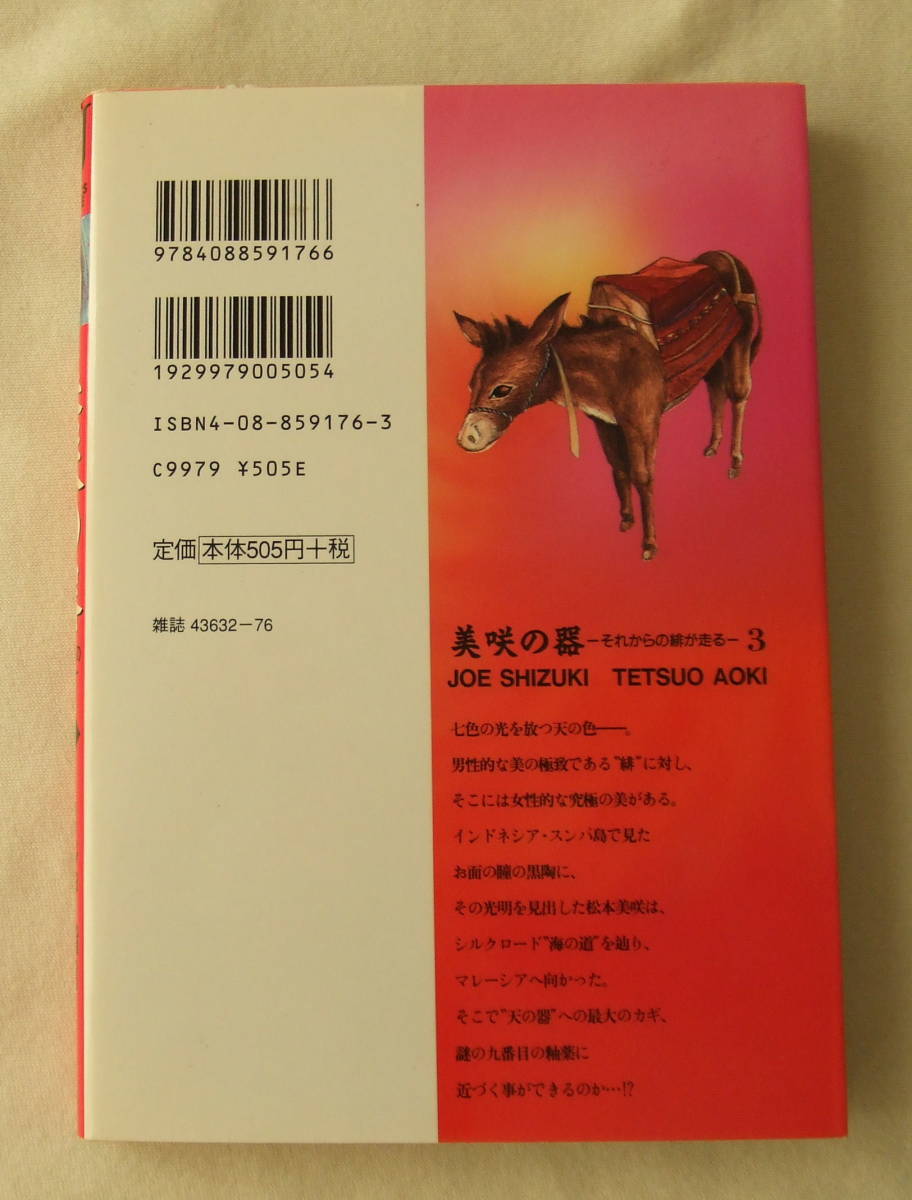 9784088591766
1929979005054
ISBN4-08-859176-3
C9979 ¥505E
定価 本体505円+税
雑誌 43632-76
美咲の器 -それからの緋が走る- 3
JOE SHIZUKI TETSUO AOKI
七色の光を放つ天の色——。
男性的な美の極致である"緋"に対し、
そこには女性的な究極の美がある。
インドネシア・スンバ島で見た
お面の瞳の黒陶に、
その光明を見出した松本美咲は、
シルクロード"海の道"を辿り、
マレーシアへ向かった。
そこで"天の器"への最大のカギ、
謎の九番目の釉薬に
近づく事ができるのか…!?